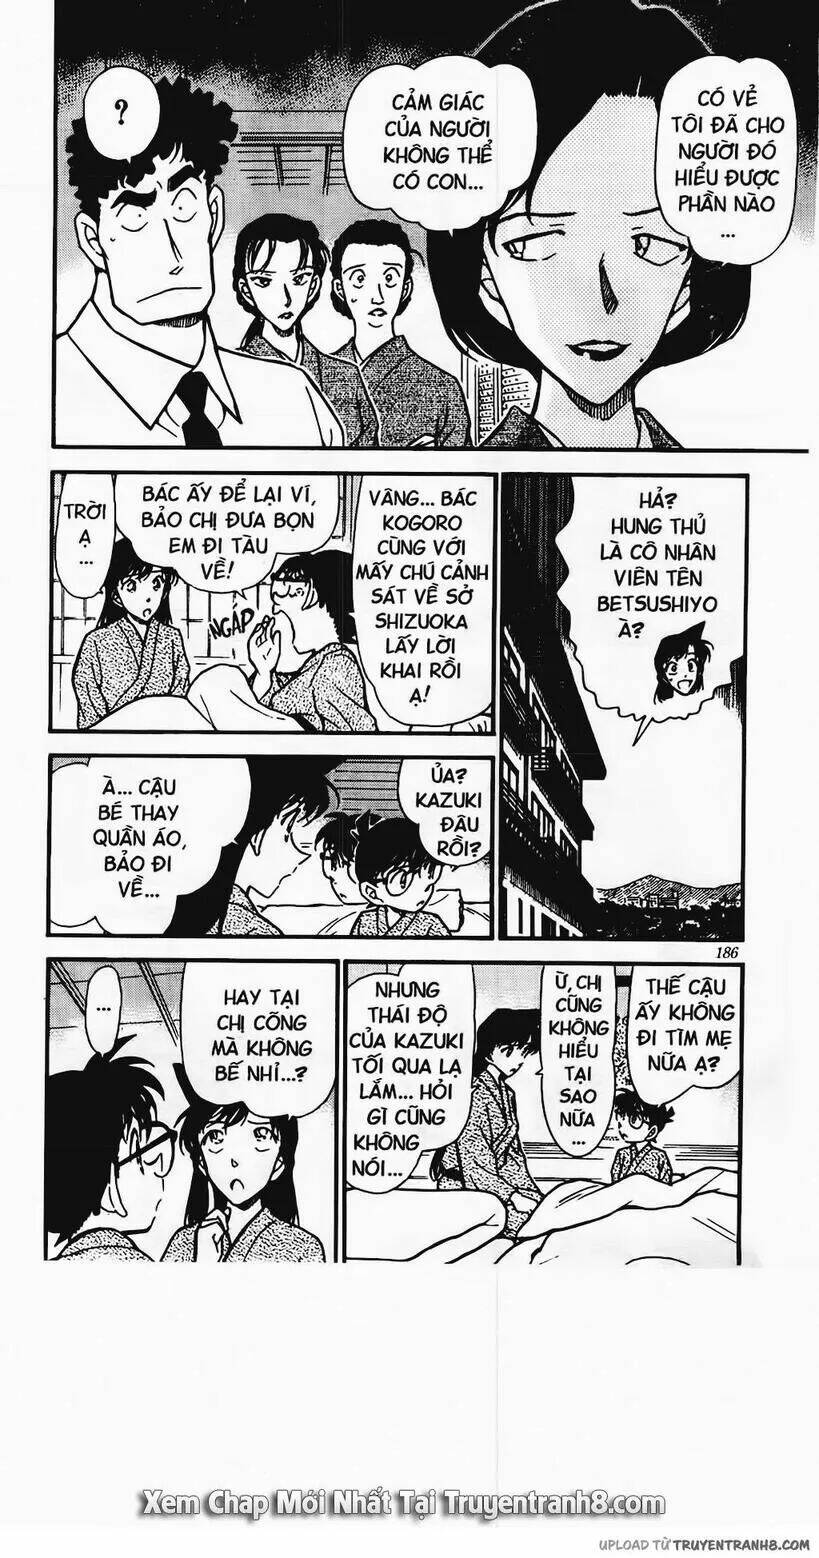 CÓ VẺ
TÔI ĐÃ CHO
NGƯỜI ĐÓ
HIỂU ĐƯỢC
PHẦN NÀO
...
CẢM GIÁC
CỦA NGƯỜI
KHÔNG THỂ
CÓ CON...
?
HẢ?
HUNG THỦ
LÀ CÔ NHÂN
VIÊN TÊN
BETSUSHIYO
À?
VÂNG... BÁC
KOGORO
CÙNG VỚI
MẤY CHÚ CẢNH
SÁT VỀ SỞ
SHIZUOKA
LẤY LỜI
KHAI RỒI
Ạ!
BÁC ẤY ĐỂ LẠI VÍ,
BẢO CHỊ ĐƯA BỌN
EM ĐI TÀU
VỀ!
NGÁP
TRỜI
Ạ
...
ỦA?
KAZUKI
ĐÂU
RỒI?
À... CẬU
BÉ THAY
QUẦN ÁO,
BẢO ĐI
VỀ...
186
THẾ CẬU
ẤY KHÔNG
ĐI TÌM MẸ
NỮA Ạ?
Ừ, CHỊ
CŨNG
KHÔNG
HIỂU
TẠI
SAO
NỮA
...
NHƯNG
THÁI ĐỘ
CỦA KAZUKI
TỐI QUA LẠ
LẮM... HỎI
GÌ CŨNG
KHÔNG
NÓI...
HAY TẠI
CHỊ CÕNG
MÀ KHÔNG
BẾ NHỈ...?
...
Xem Chap Mới Nhất Tại Truyentranh8.com
UPLOAD TỪ TRUYENTRANH8.COM